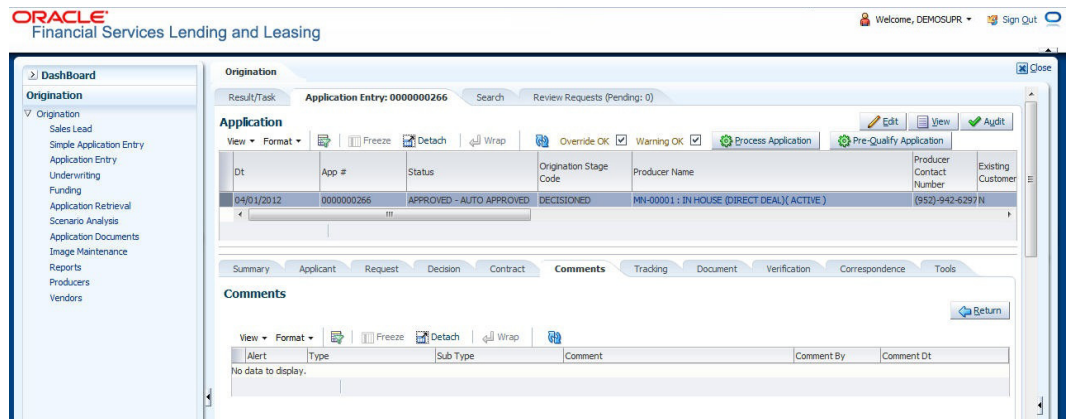 ORACLE
Financial Services Lending and Leasing
Welcome, DEMOSUPR
Sign Out
Close
DashBoard
Origination
Origination
Sales Lead
Simple Application Entry
Application Entry
Underwriting
Funding
Application Retrieval
Scenario Analysis
Application Documents
Image Maintenance
Reports
Producers
Vendors
Origination
Result/Task Application Entry: 0000000266 Search Review Requests (Pending: 0)
Application
Edit View Audit
View Format Freeze Detach Wrap Override OK Warning OK Process Application Pre-Qualify Application
Dt App # Status Origination Stage Code Producer Name Producer Contact Number Existing Customer
04/01/2012 0000000266 APPROVED - AUTO APPROVED DECISIONED MN-00001 : IN HOUSE (DIRECT DEAL)( ACTIVE ) (952)-942-6297 N
Summary Applicant Request Decision Contract Comments Tracking Document Verification Correspondence Tools
Comments
Return
View Format Freeze Detach Wrap
Alert Type Sub Type Comment Comment By Comment Dt
No data to display.